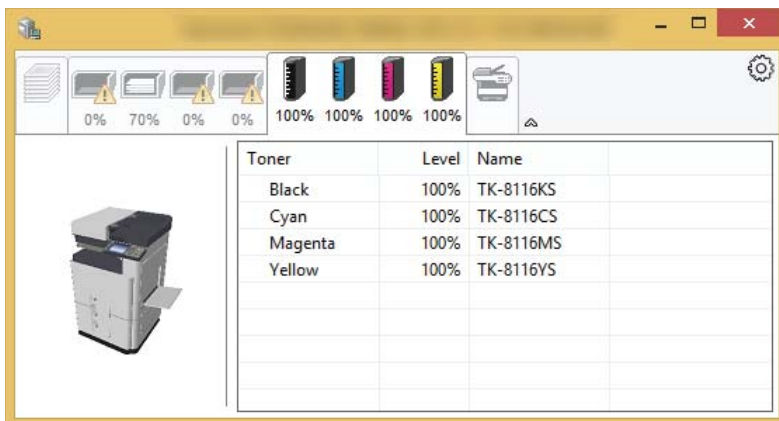 0% 70% 0% 0% 100% 100% 100% 100%
Toner Level Name
Black 100% TK-8116KS
Cyan 100% TK-8116CS
Magenta 100% TK-8116MS
Yellow 100% TK-8116YS